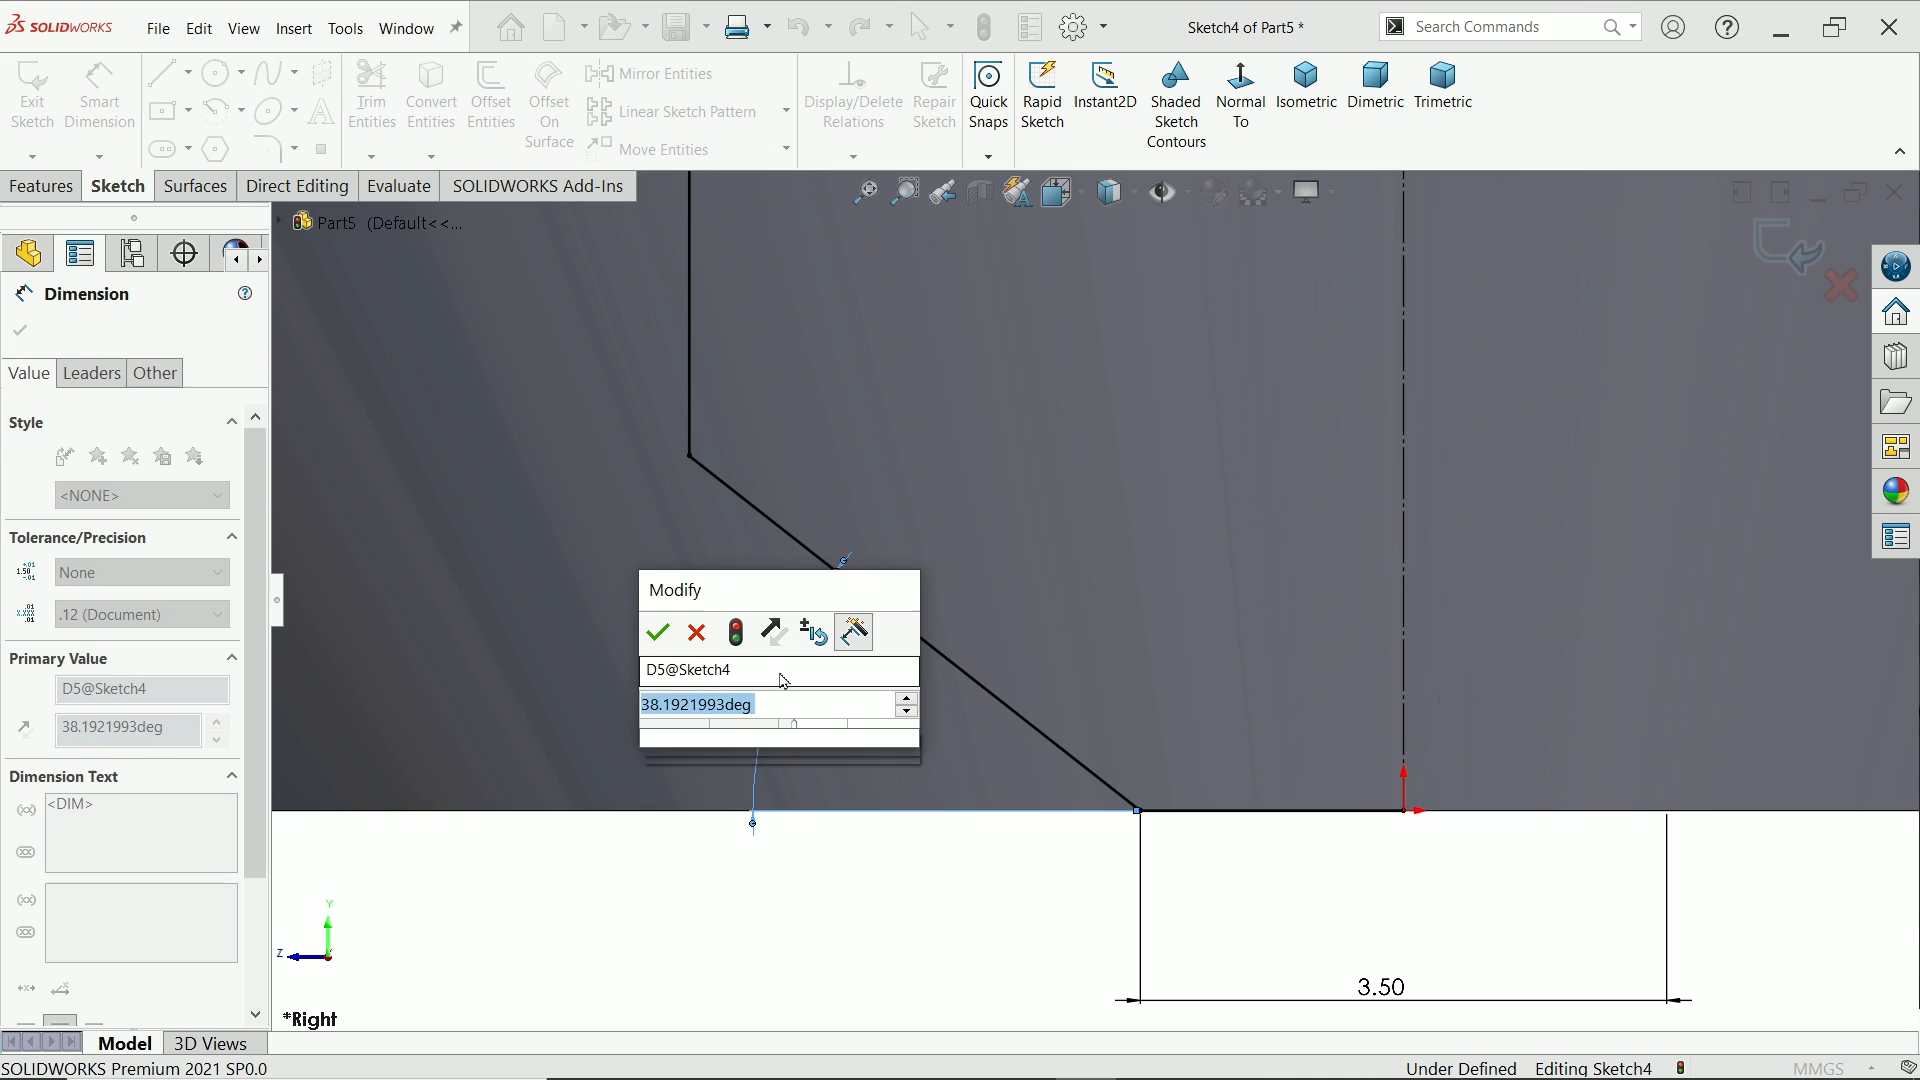 SOLIDWORKS
File Edit View Insert Tools Window
Sketch4 of Part5 *
Search Commands
Exit Sketch
Smart Dimension
Trim Entities
Convert Entities
Offset Entities
Offset On Surface
Mirror Entities
Linear Sketch Pattern
Move Entities
Display/Delete Relations
Repair Sketch
Quick Snaps
Rapid Sketch
Instant2D
Shaded Sketch Contours
Normal To
Isometric
Dimetric
Trimetric
Features Sketch Surfaces Direct Editing Evaluate SOLIDWORKS Add-Ins
Part5 (Default<<...
Dimension
Value Leaders Other
Style
<NONE>
Tolerance/Precision
None
.12 (Document)
Primary Value
D5@Sketch4
38.1921993deg
Dimension Text
<DIM>
Modify
D5@Sketch4
38.1921993deg
3.50
Y
Z
*Right
Model 3D Views
SOLIDWORKS Premium 2021 SP0.0
Under Defined Editing Sketch4 MMGS